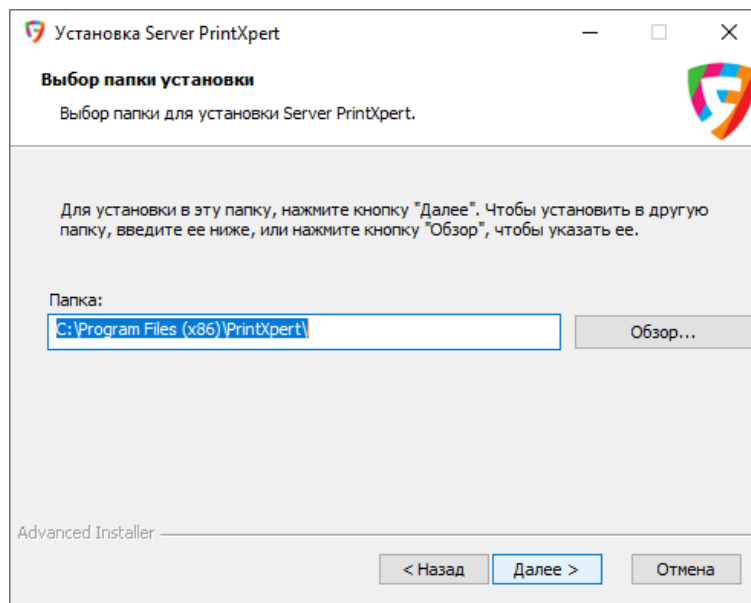 Установка Server PrintXpert
Выбор папки установки
Выбор папки для установки Server PrintXpert.
Для установки в эту папку, нажмите кнопку "Далее". Чтобы установить в другую
папку, введите ее ниже, или нажмите кнопку "Обзор", чтобы указать ее.
Папка:
C:\Program Files (x86)\PrintXpert\
Обзор...
Advanced Installer
< Назад
Далее >
Отмена